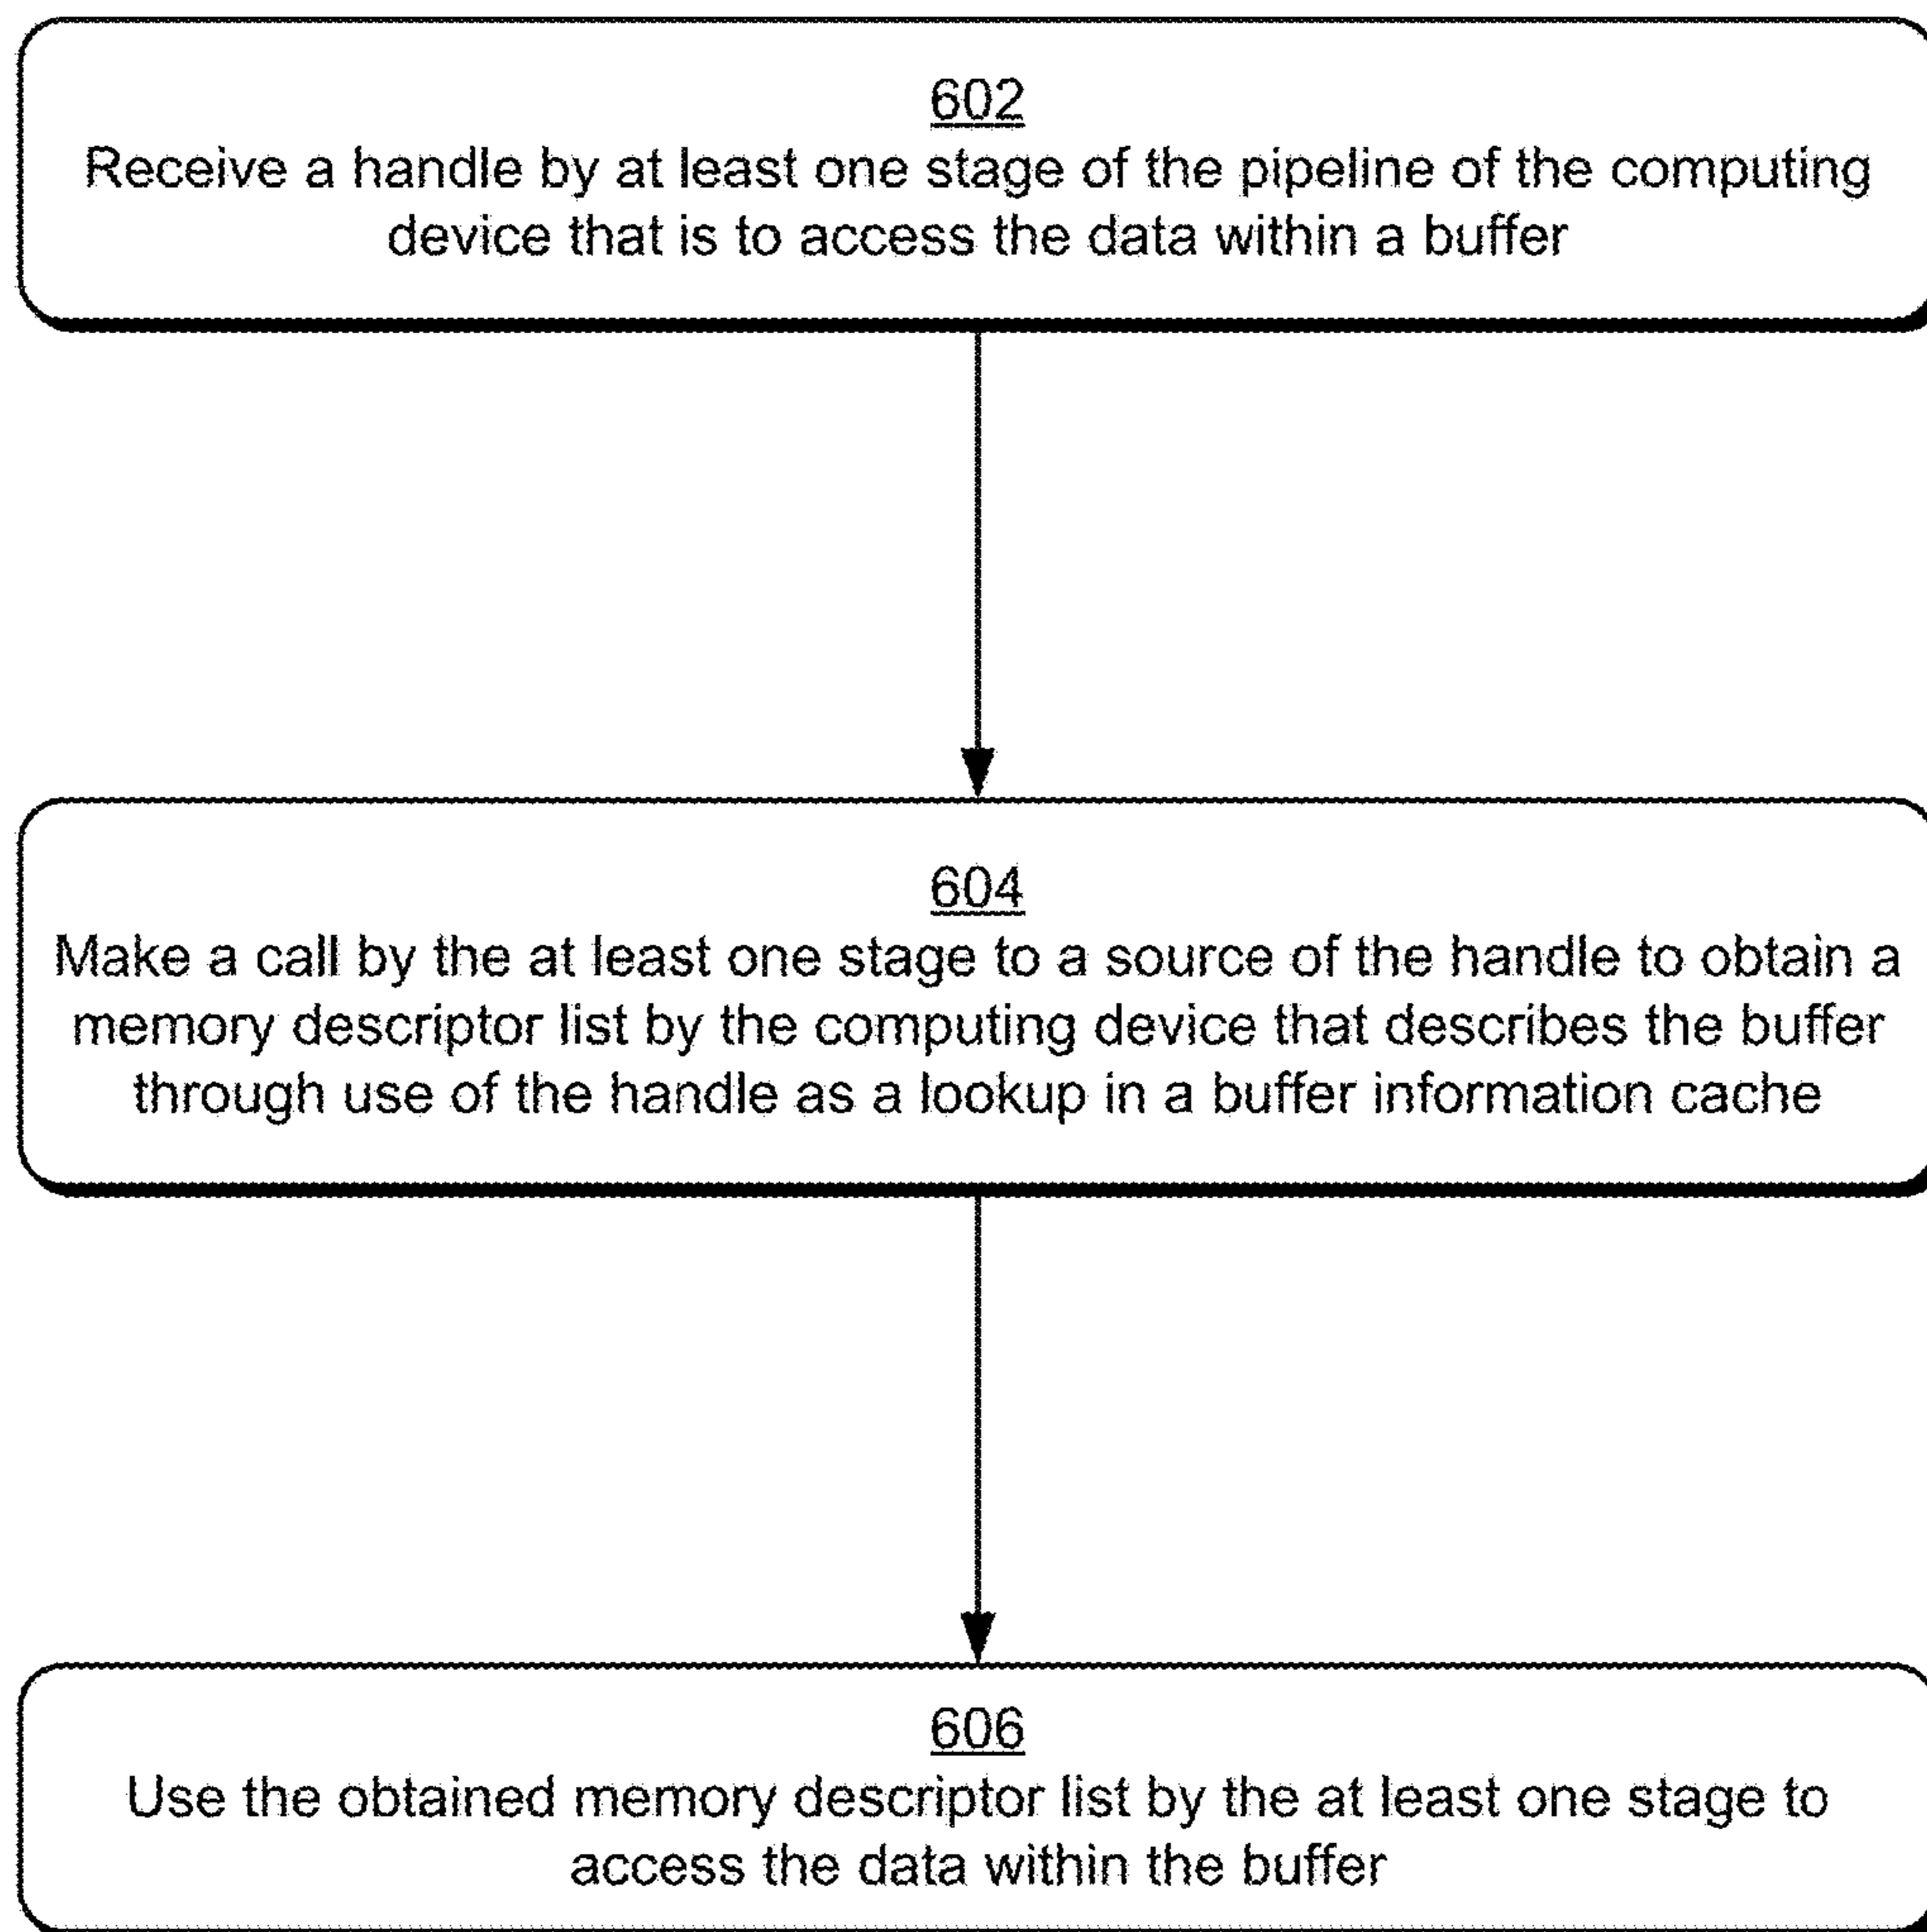 602
Receive a handle by at least one stage of the pipeline of the computing
device that is to access the data within a buffer
604
Make a call by the at least one stage to a source of the handle to obtain a
memory descriptor list by the computing device that describes the buffer
through use of the handle as a lookup in a buffer information cache
606
Use the obtained memory descriptor list by the at least one stage to
access the data within the buffer